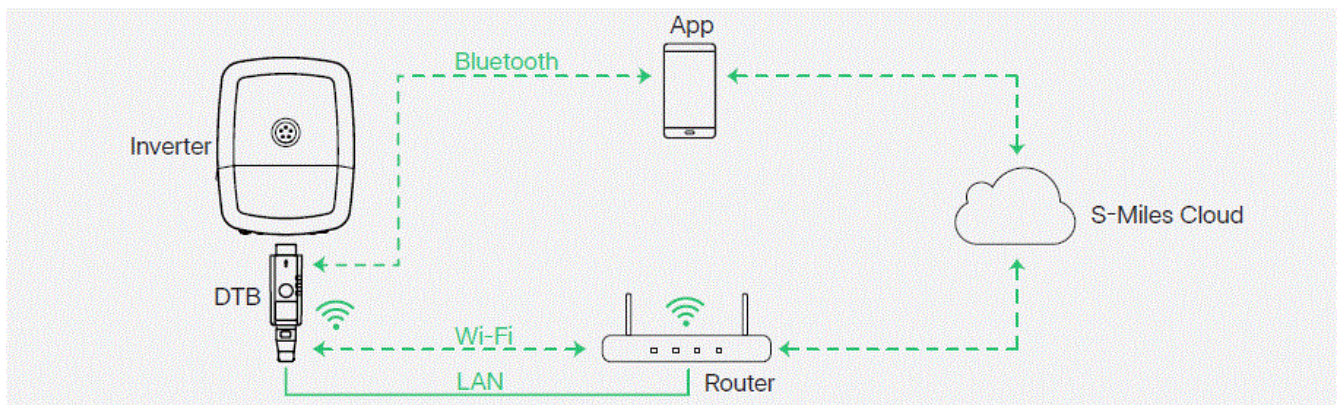 App
Bluetooth
Inverter
S-Miles Cloud
DTB
Wi-Fi
LAN
Router